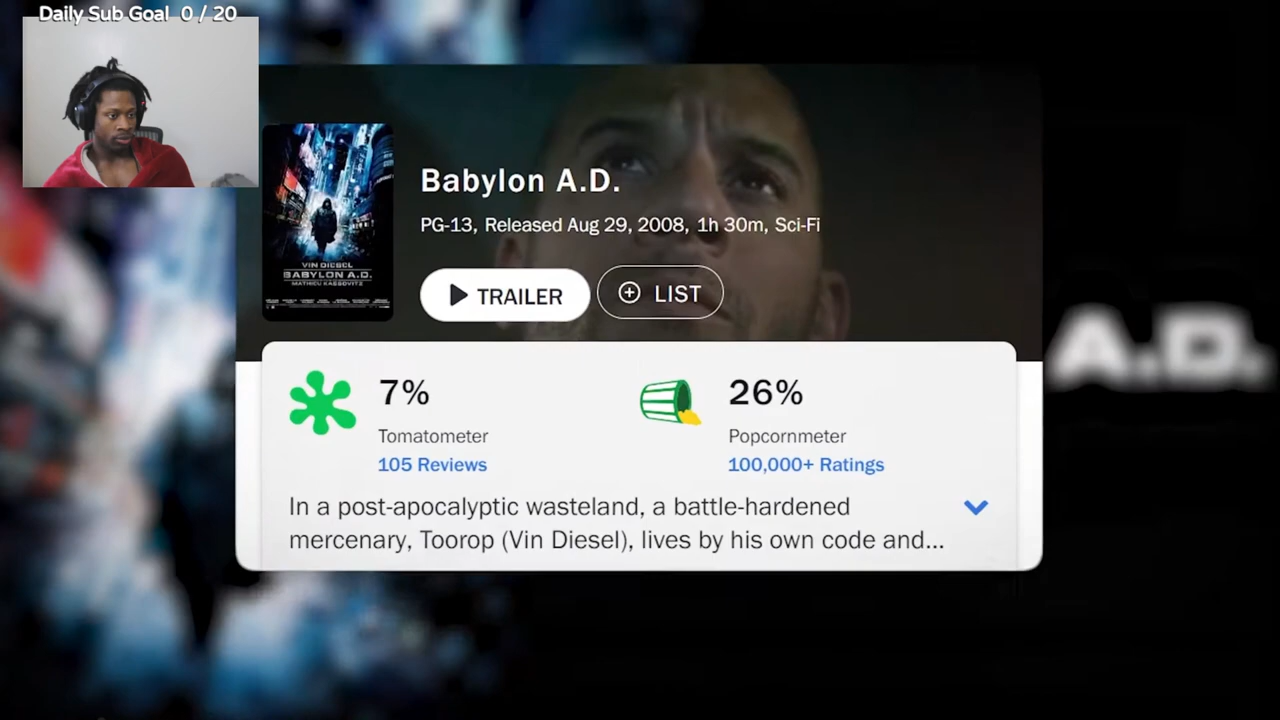 Daily Sub Goal 0 / 20
Babylon A.D.
PG-13, Released Aug 29, 2008, 1h 30m, Sci-Fi
VIN DIESEL
BABYLON A.D.
MATHIEU KASSOVITZ
TRAILER
LIST
A.D.
7%
Tomatometer
105 Reviews
26%
Popcornmeter
100,000+ Ratings
In a post-apocalyptic wasteland, a battle-hardened
mercenary, Toorop (Vin Diesel), lives by his own code and...